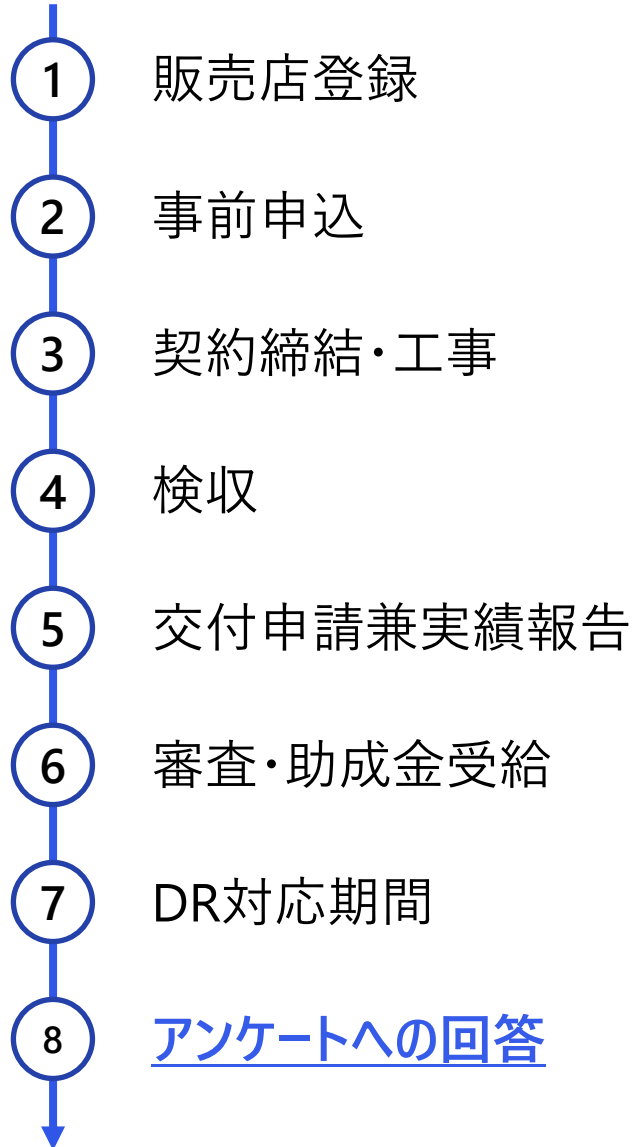 1 販売店登録
2 事前申込
3 契約締結・工事
4 検収
5 交付申請兼実績報告
6 審査・助成金受給
7 DR対応期間
8 アンケートへの回答